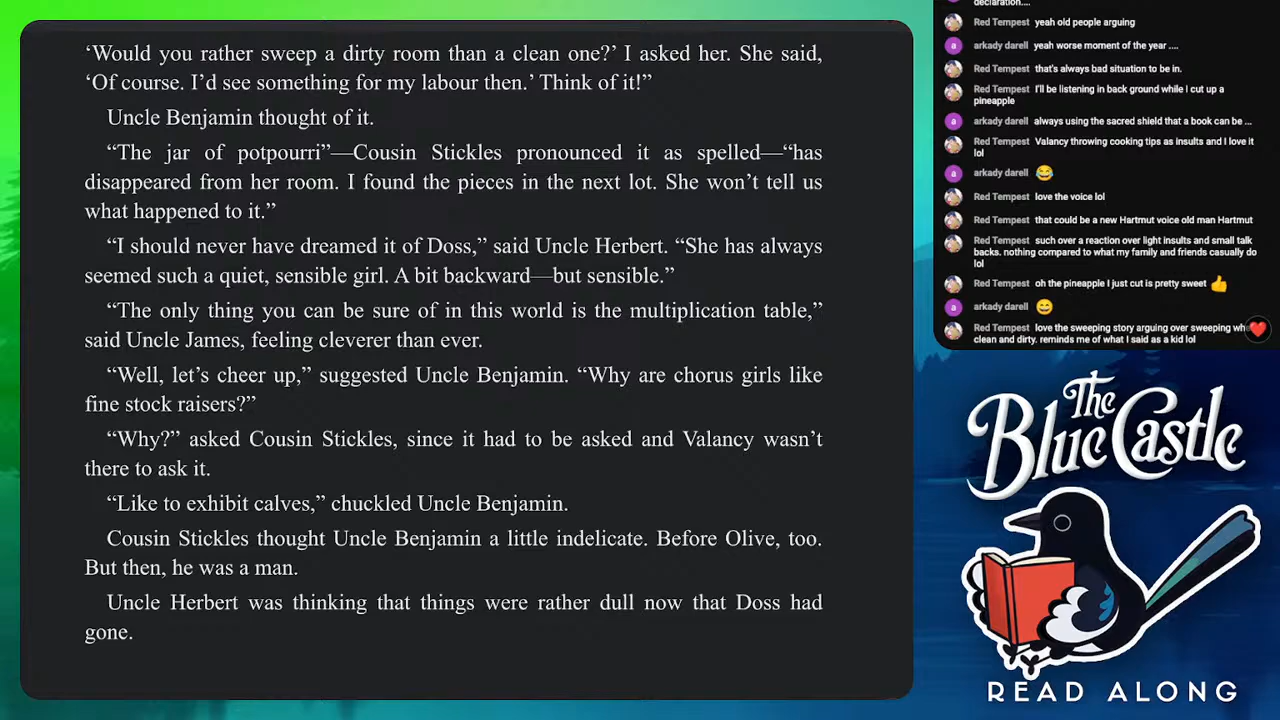 ‘Would you rather sweep a dirty room than a clean one?’ I asked her. She said,
‘Of course. I’d see something for my labour then.’ Think of it!”
Uncle Benjamin thought of it.
“The jar of potpourri”—Cousin Stickles pronounced it as spelled—“has
disappeared from her room. I found the pieces in the next lot. She won’t tell us
what happened to it.”
“I should never have dreamed it of Doss,” said Uncle Herbert. “She has always
seemed such a quiet, sensible girl. A bit backward—but sensible.”
“The only thing you can be sure of in this world is the multiplication table,”
said Uncle James, feeling cleverer than ever.
“Well, let’s cheer up,” suggested Uncle Benjamin. “Why are chorus girls like
fine stock raisers?”
“Why?” asked Cousin Stickles, since it had to be asked and Valancy wasn’t
there to ask it.
“Like to exhibit calves,” chuckled Uncle Benjamin.
Cousin Stickles thought Uncle Benjamin a little indelicate. Before Olive, too.
But then, he was a man.
Uncle Herbert was thinking that things were rather dull now that Doss had
gone.
declaration....
Red Tempest yeah old people arguing
a arkady darell yeah worse moment of the year ....
Red Tempest that's always bad situation to be in.
Red Tempest I'll be listening in back ground while I cut up a
pineapple
a arkady darell always using the sacred shield that a book can be ...
Red Tempest Valancy throwing cooking tips as insults and I love it
lol
a arkady darell 😂
Red Tempest love the voice lol
Red Tempest that could be a new Hartmut voice old man Hartmut
Red Tempest such over a reaction over light insults and small talk
backs. nothing compared to what my family and friends casually do
lol
Red Tempest oh the pineapple I just cut is pretty sweet 👍
a arkady darell 😄
Red Tempest love the sweeping story arguing over sweeping
clean and dirty. reminds me of what I said as a kid lol
The
Blue Castle
READ ALONG